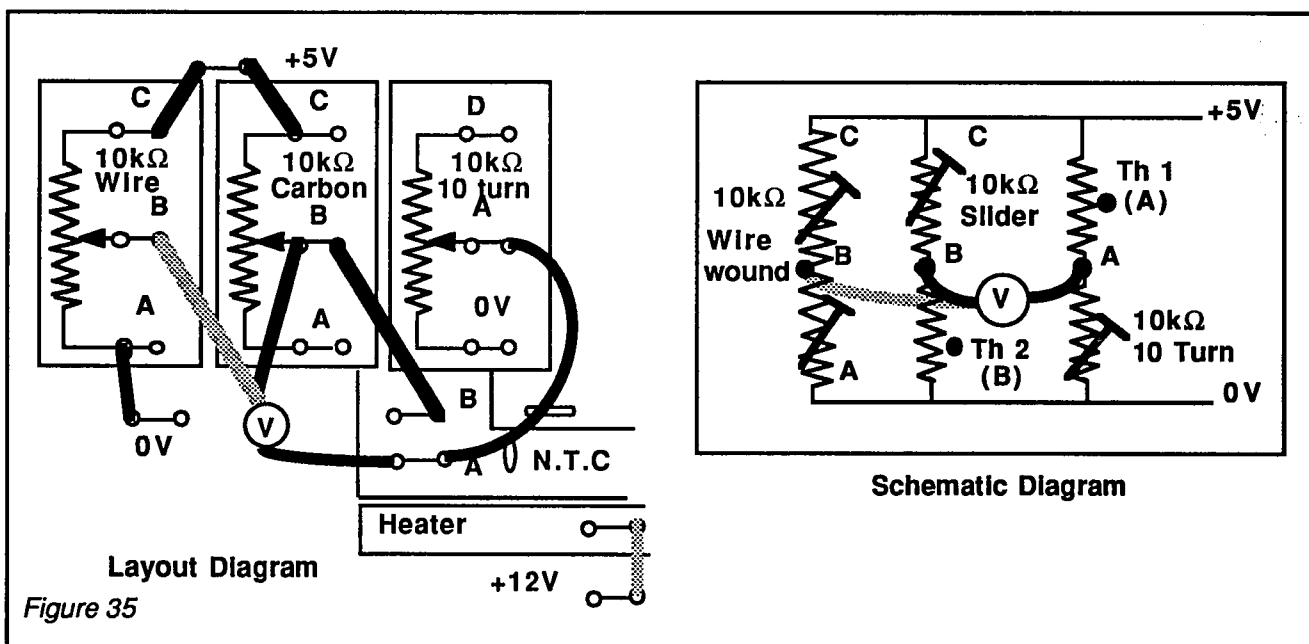 +5V
C
C
D
10kΩ
Wire
10kΩ
Carbon
10kΩ
10 turn
B
B
A
A
A
0V
0V
V
B
A
N.T.C
Heater
+12V
Layout Diagram
Figure 35
+5V
C
C
10kΩ
10kΩ
Slider
Th 1
(A)
Wire
wound
B
B
V
A
Th 2
(B)
10kΩ
10 Turn
A
0V
Schematic Diagram